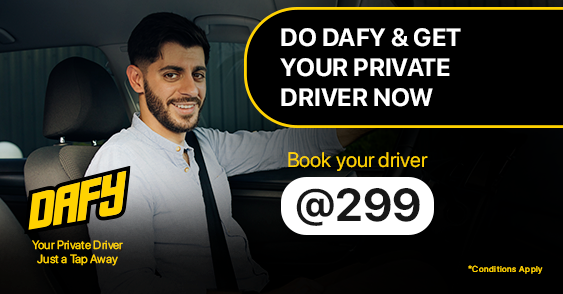 DO DAFY & GET
YOUR PRIVATE
DRIVER NOW
Book your driver
@299
DAFY
Your Private Driver
Just a Tap Away
*Conditions Apply